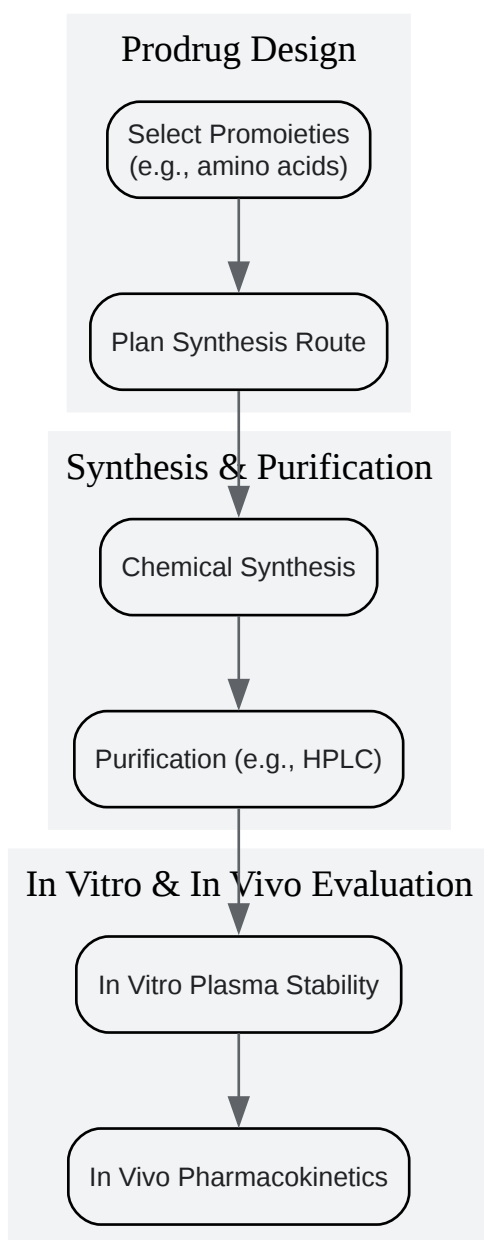 Prodrug Design
Select Promoieties
(e.g., amino acids)
Plan Synthesis Route
Synthesis & Purification
Chemical Synthesis
Purification (e.g., HPLC)
In Vitro & In Vivo Evaluation
In Vitro Plasma Stability
In Vivo Pharmacokinetics